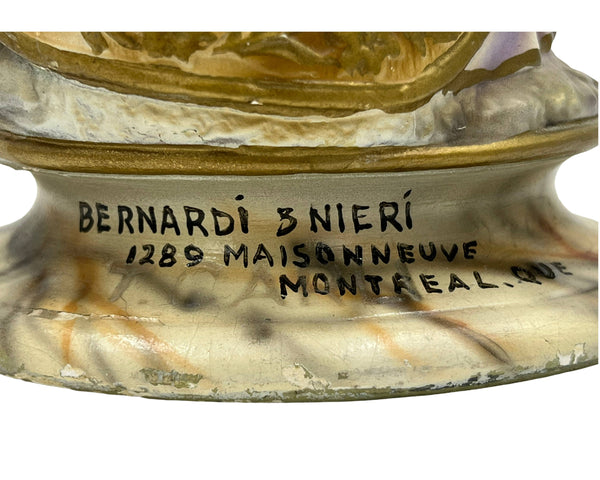 BERNARDI & NIERI
1289 MAISONNEUVE
MONTREAL. QUE